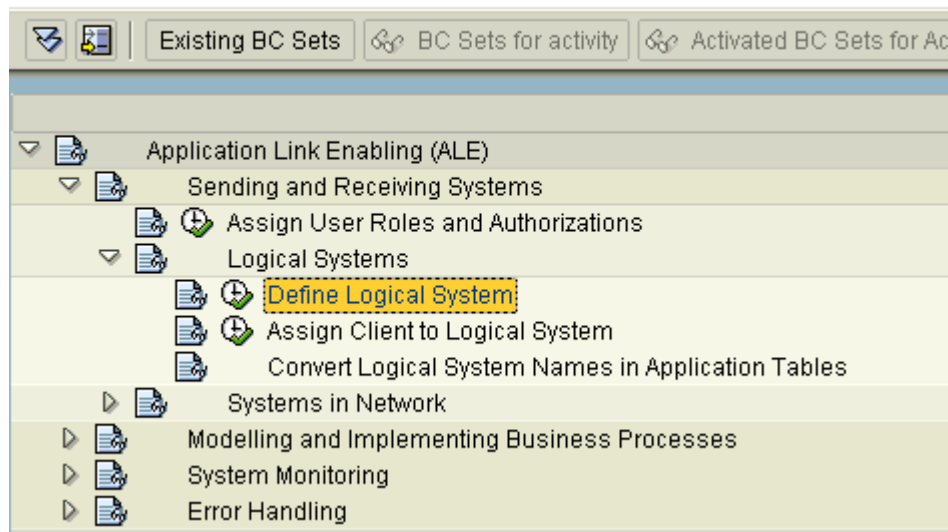 Existing BC Sets BC Sets for activity Activated BC Sets for Ac
Application Link Enabling (ALE)
Sending and Receiving Systems
Assign User Roles and Authorizations
Logical Systems
Define Logical System
Assign Client to Logical System
Convert Logical System Names in Application Tables
Systems in Network
Modelling and Implementing Business Processes
System Monitoring
Error Handling